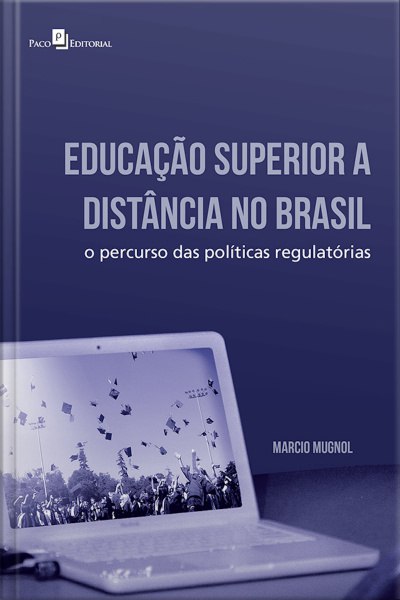 PACO EDITORIAL
EDUCAÇÃO SUPERIOR A
DISTÂNCIA NO BRASIL
o percurso das políticas regulatórias
MARCIO MUGNOL